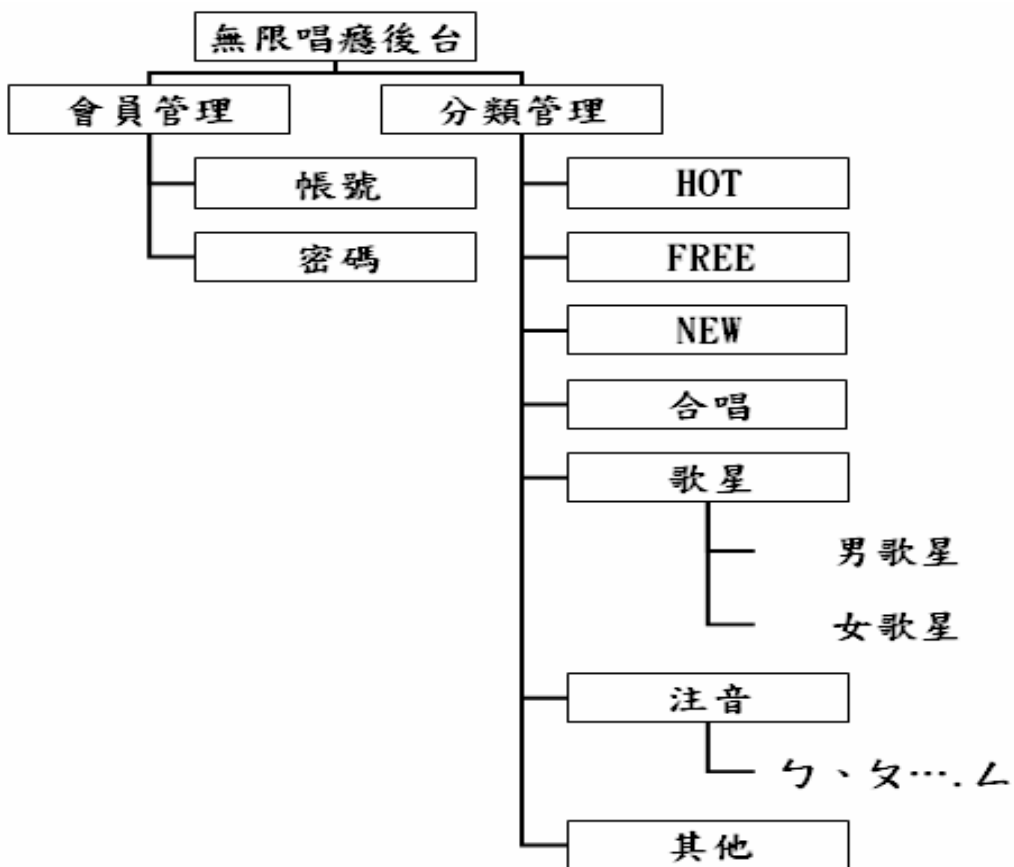 無限唱癮後台
會員管理
分類管理
帳號
密碼
HOT
FREE
NEW
合唱
歌星
男歌星
女歌星
注音
ㄅ、ㄆ….ㄥ
其他